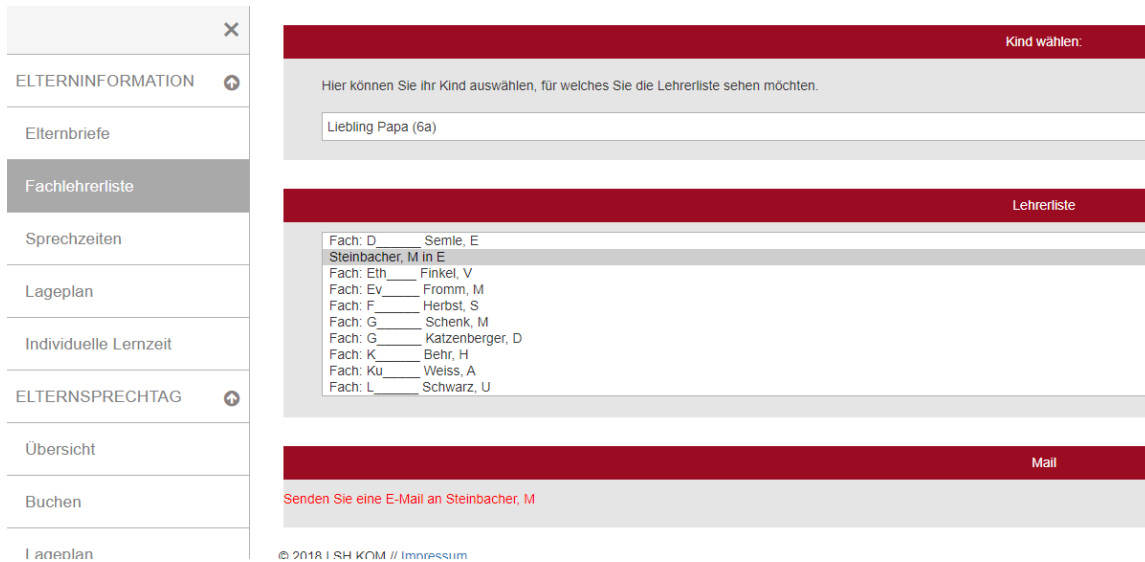 ×
ELTERNINFORMATION
Elternbriefe
Fachlehrerliste
Sprechzeiten
Lageplan
Individuelle Lernzeit
ELTERNSPRECHTAG
Übersicht
Buchen
Lageplan
Kind wählen:
Hier können Sie ihr Kind auswählen, für welches Sie die Lehrerliste sehen möchten.
Liebling Papa (6a)
Lehrerliste
Fach: D______ Semle, E
Steinbacher, M in E
Fach: Eth____ Finkel, V
Fach: Ev_____ Fromm, M
Fach: F______ Herbst, S
Fach: G______ Schenk, M
Fach: G______ Katzenberger, D
Fach: K______ Behr, H
Fach: Ku_____ Weiss, A
Fach: L______ Schwarz, U
Mail
Senden Sie eine E-Mail an Steinbacher, M
© 2018 LSH KOM // Impressum